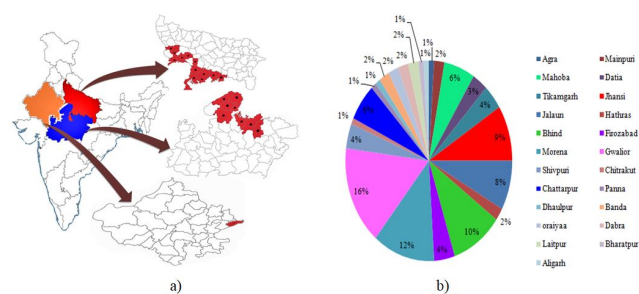 1%
1%
1%
2%
2%
2%
1%
1%
1%
1%
4%
16%
12%
4%
10%
2%
8%
9%
4%
3%
6%
Agra Mainpuri
Mahoba Datia
Tikamgarh Jhansi
Jalaun Hathras
Bhind Firozabad
Morena Gwalior
Shivpuri Chitrakut
Chattarpur Panna
Dhaulpur Banda
oraiyaa Dabra
Laitpur Bharatpur
Aligarh
a) b)